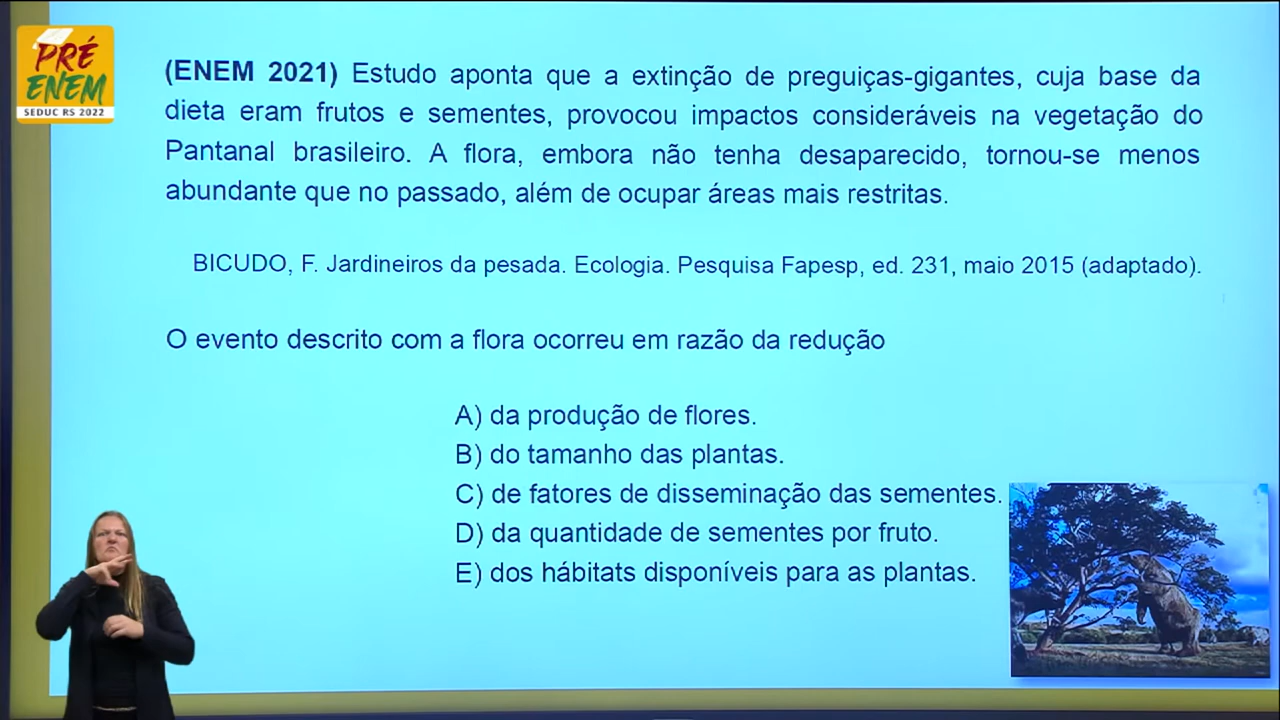 PRÉ
ENEM
SEDUC RS 2022
(ENEM 2021) Estudo aponta que a extinção de preguiças-gigantes, cuja base da
dieta eram frutos e sementes, provocou impactos consideráveis na vegetação do
Pantanal brasileiro. A flora, embora não tenha desaparecido, tornou-se menos
abundante que no passado, além de ocupar áreas mais restritas.
BICUDO, F. Jardineiros da pesada. Ecologia. Pesquisa Fapesp, ed. 231, maio 2015 (adaptado).
O evento descrito com a flora ocorreu em razão da redução
A) da produção de flores.
B) do tamanho das plantas.
C) de fatores de disseminação das sementes.
D) da quantidade de sementes por fruto.
E) dos hábitats disponíveis para as plantas.